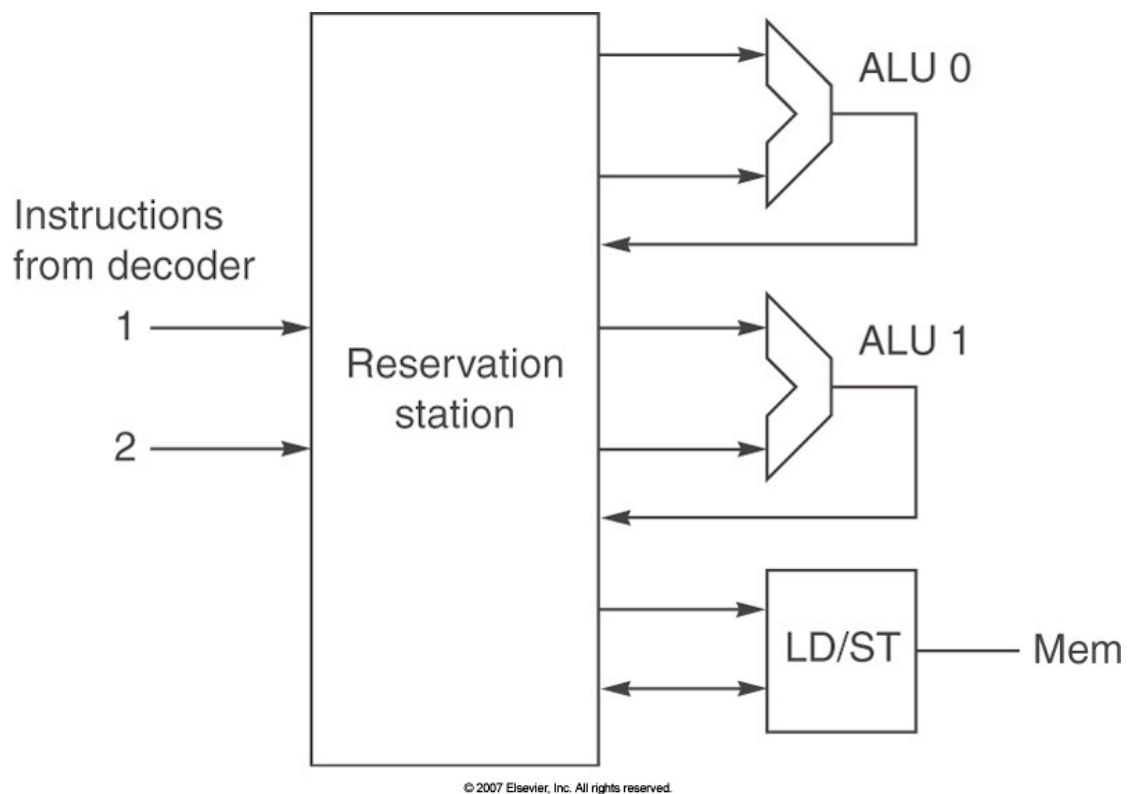 ALU 0
Instructions
from decoder
1
2
Reservation
station
ALU 1
LD/ST
Mem
© 2007 Elsevier, Inc. All rights reserved.